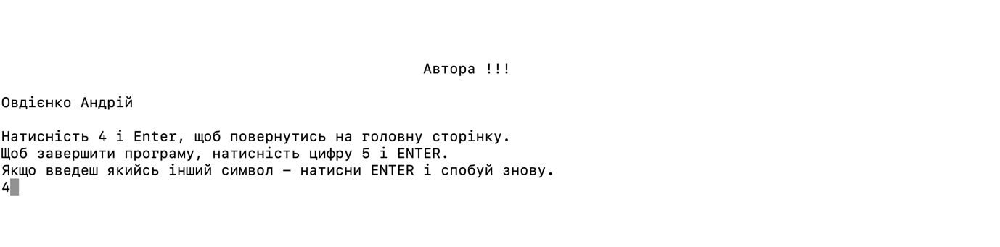 Автора !!!
Овдієнко Андрій
Натисність 4 і Enter, щоб повернутись на головну сторінку.
Щоб завершити програму, натисність цифру 5 і ENTER.
Якщо введеш якийсь інший символ – натисни ENTER і спобуй знову.
4